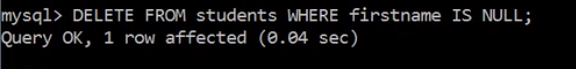 mysql> DELETE FROM students WHERE firstname IS NULL;
Query OK, 1 row affected (0.04 sec)